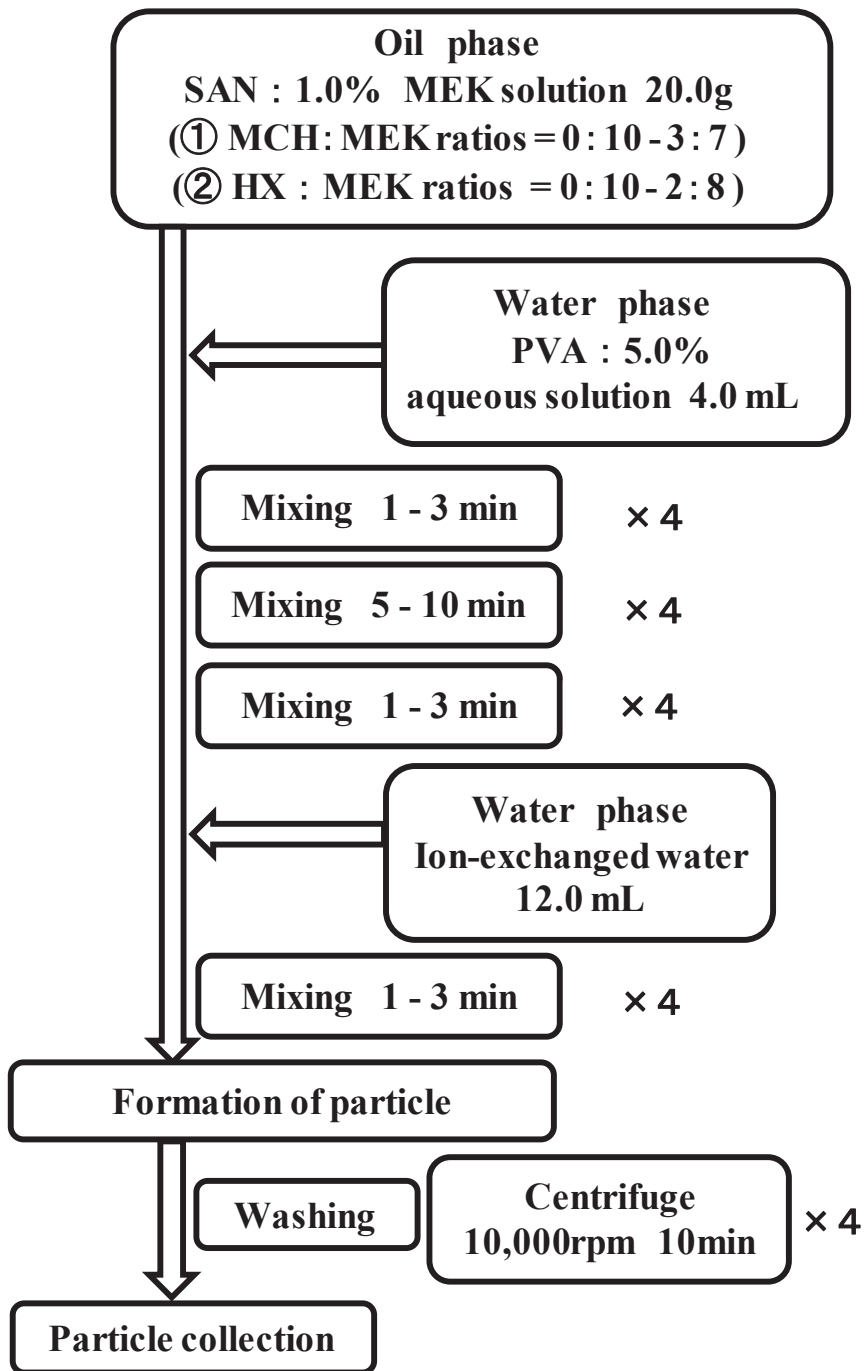 Oil phase
SAN : 1.0% MEK solution 20.0g
(① MCH: MEK ratios = 0 : 10 - 3 : 7 )
(② HX : MEK ratios = 0 : 10 - 2 : 8 )
Water phase
PVA : 5.0%
aqueous solution 4.0 mL
Mixing 1 - 3 min × 4
Mixing 5 - 10 min × 4
Mixing 1 - 3 min × 4
Water phase
Ion-exchanged water
12.0 mL
Mixing 1 - 3 min × 4
Formation of particle
Washing
Centrifuge
10,000rpm 10min
× 4
Particle collection